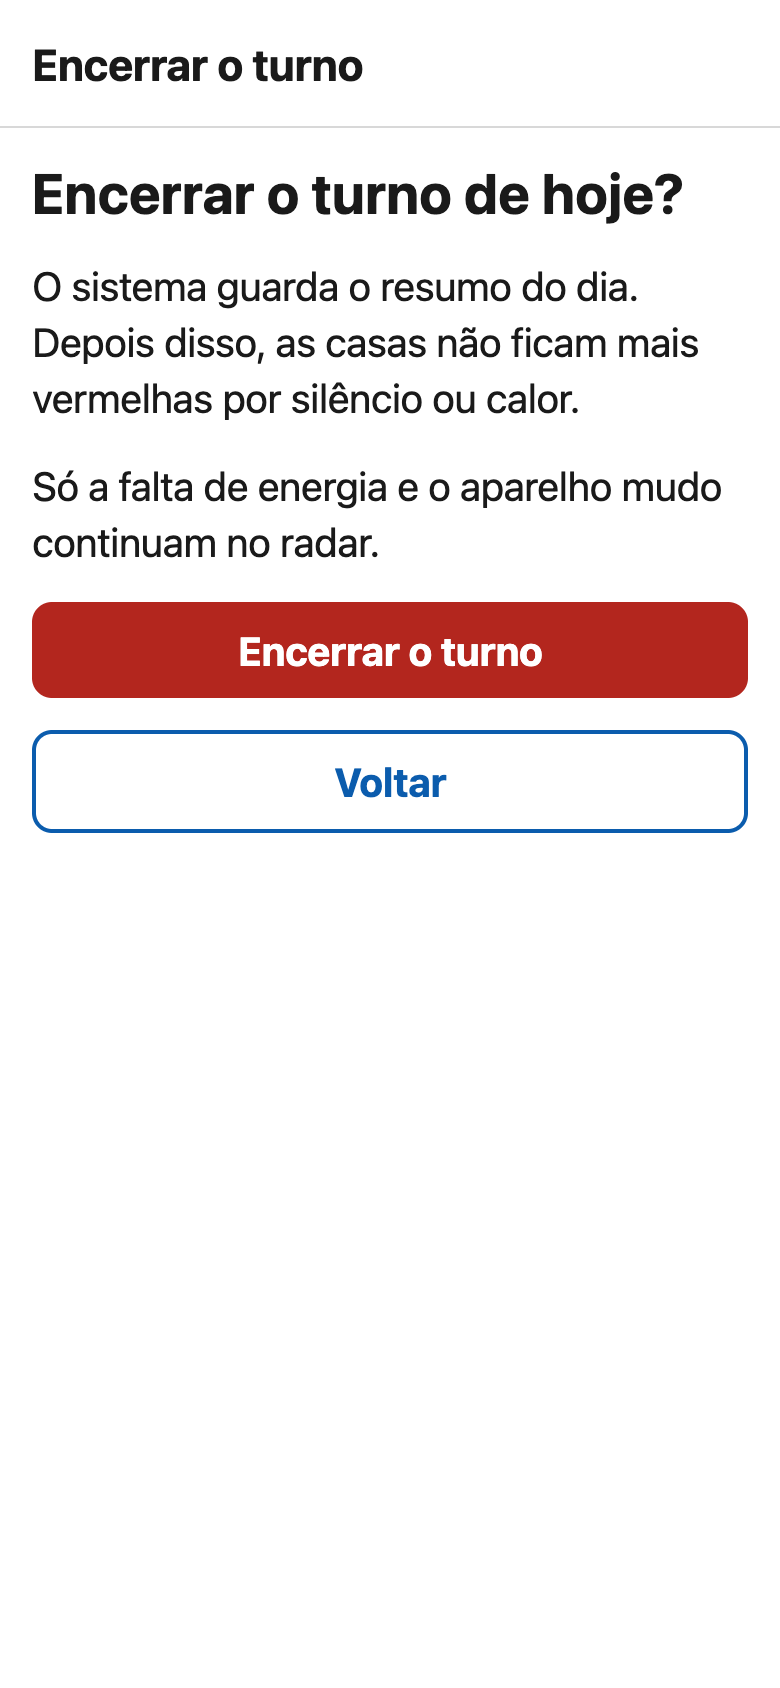 Encerrar o turno
Encerrar o turno de hoje?
O sistema guarda o resumo do dia.
Depois disso, as casas não ficam mais
vermelhas por silêncio ou calor.
Só a falta de energia e o aparelho mudo
continuam no radar.
Encerrar o turno
Voltar